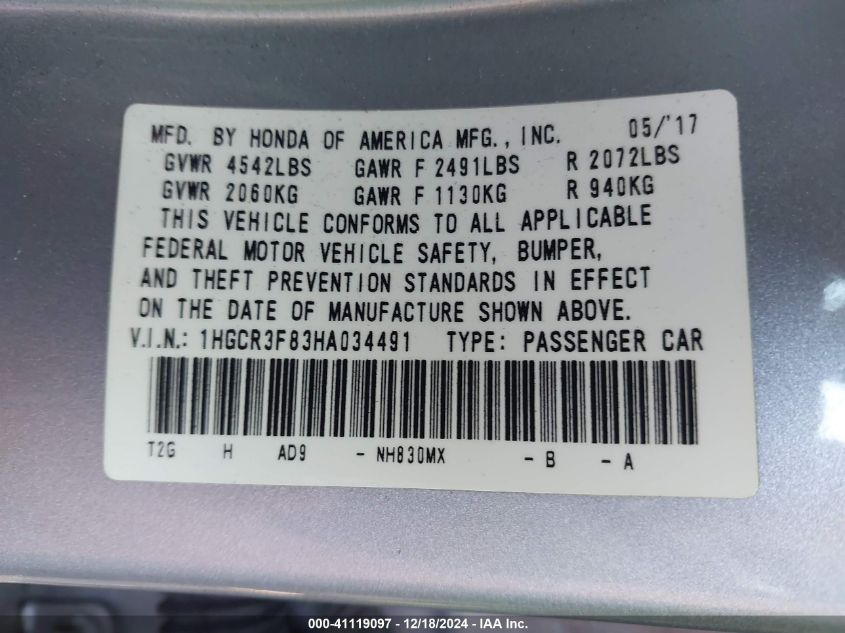 MFD. BY HONDA OF AMERICA MFG., INC. 05/'17
GVWR 4542LBS GAWR F 2491LBS R 2072LBS
GVWR 2060KG GAWR F 1130KG R 940KG
THIS VEHICLE CONFORMS TO ALL APPLICABLE
FEDERAL MOTOR VEHICLE SAFETY, BUMPER,
AND THEFT PREVENTION STANDARDS IN EFFECT
ON THE DATE OF MANUFACTURE SHOWN ABOVE.
V.I.N.: 1HGCR3F83HA034491 TYPE: PASSENGER CAR
T2G H AD9 - NH830MX - B - A
000-41119097 - 12/18/2024 - IAA Inc.